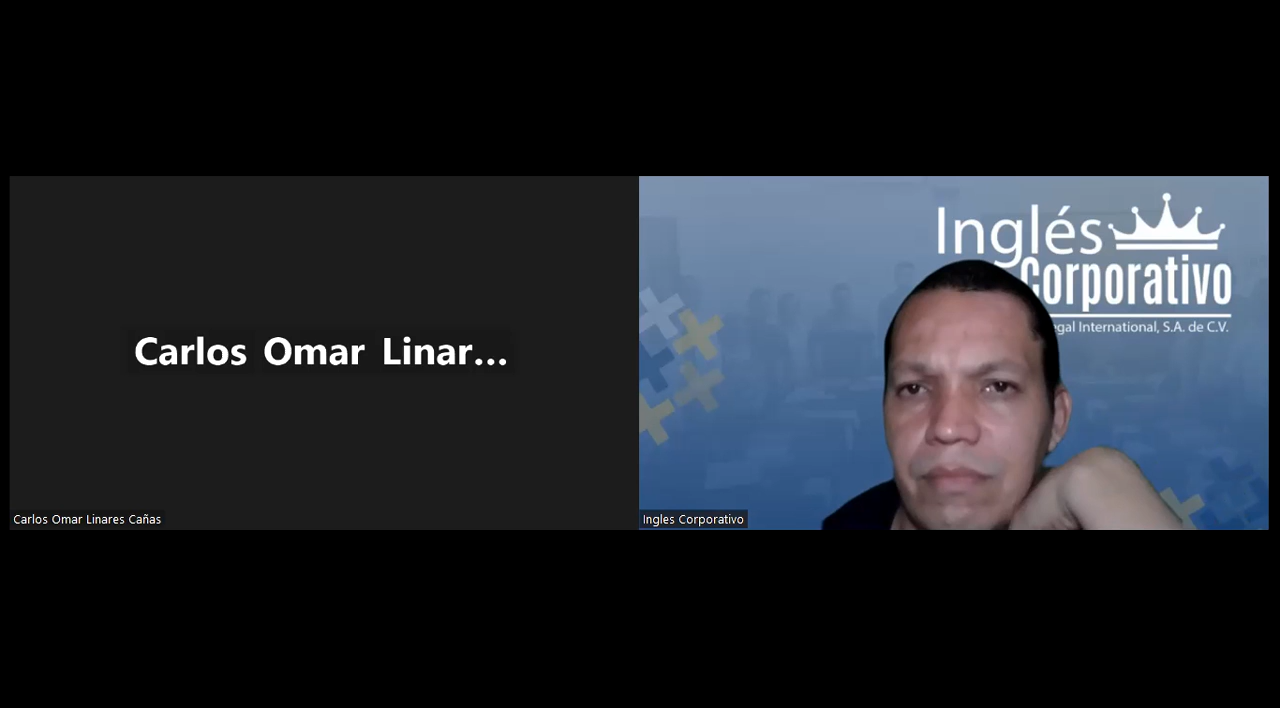 Carlos Omar Linar...
Carlos Omar Linares Cañas
Inglés
Corporativo
egal International, S.A. de C.V.
Ingles Corporativo